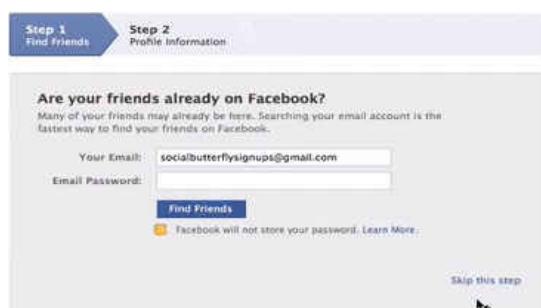 Step 1
Find Friends
Step 2
Profile Information
Are your friends already on Facebook?
Many of your friends may already be here. Searching your email account is the
fastest way to find your friends on Facebook.
Your Email: socialbutterflysignups@gmail.com
Email Password:
Find Friends
Facebook will not store your password. Learn More.
Skip this step